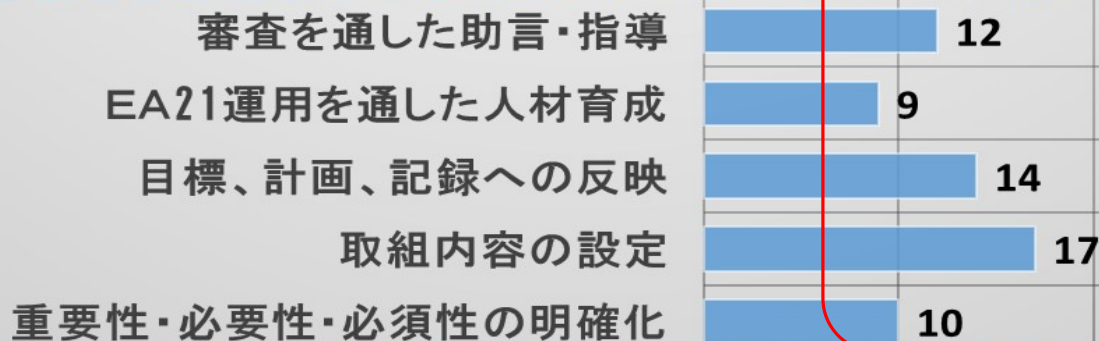 審査を通した助言・指導 12
EA21運用を通した人材育成 9
目標、計画、記録への反映 14
取組内容の設定 17
重要性・必要性・必須性の明確化 10